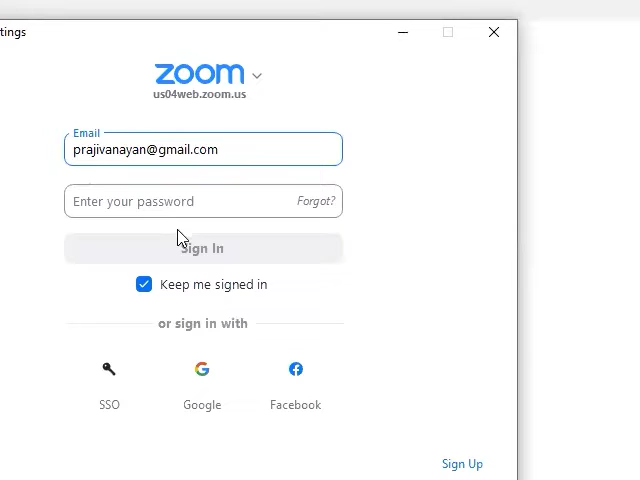 tings
zoom
us04web.zoom.us
Email
prajivanayan@gmail.com
Enter your password
Forgot?
Sign In
Keep me signed in
or sign in with
SSO
Google
Facebook
Sign Up